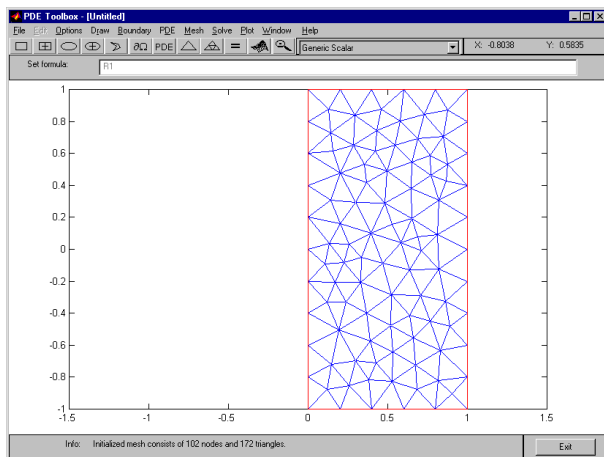 PDE Toolbox - [Untitled]
File Edit Options Draw Boundary PDE Mesh Solve Plot Window Help
∂Ω PDE = Generic Scalar X: -0.8038 Y: 0.5835
Set formula: R1
1
0.8
0.6
0.4
0.2
0
-0.2
-0.4
-0.6
-0.8
-1
-1.5 -1 -0.5 0 0.5 1 1.5
Info: Initialized mesh consists of 102 nodes and 172 triangles. Exit